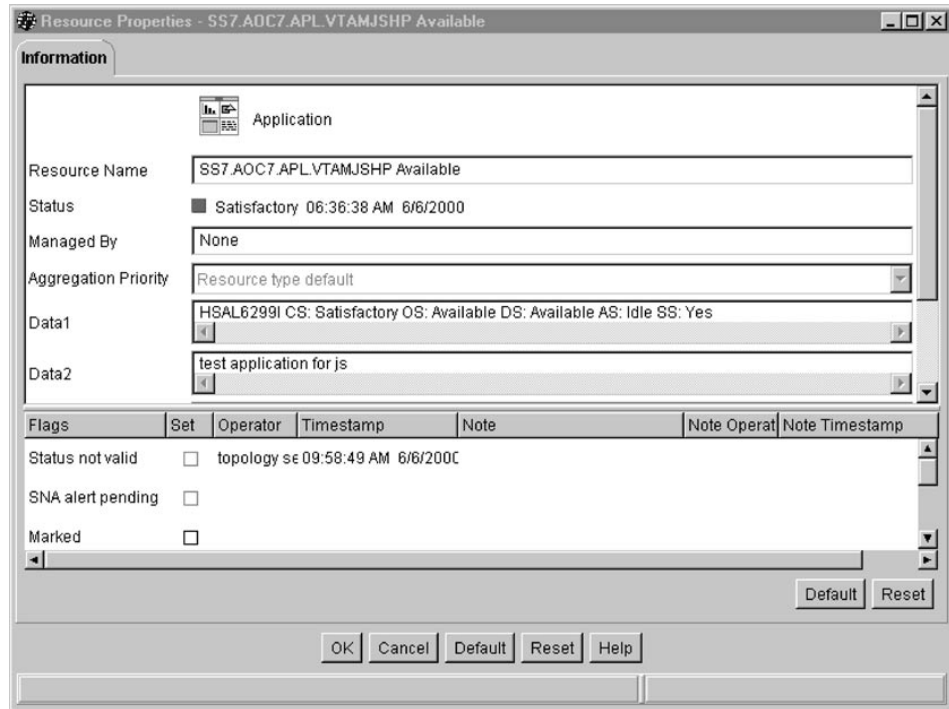 Resource Properties - SS7.AOC7.APL.VTAMJSHP Available
Information
Application
Resource Name SS7.AOC7.APL.VTAMJSHP Available
Status Satisfactory 06:36:38 AM 6/6/2000
Managed By None
Aggregation Priority Resource type default
Data1 HSAL6299I CS: Satisfactory OS: Available DS: Available AS: Idle SS: Yes
Data2 test application for js
Flags Set Operator Timestamp Note Note Operat Note Timestamp
Status not valid topology se 09:58:49 AM 6/6/200
SNA alert pending
Marked
Default Reset
OK Cancel Default Reset Help